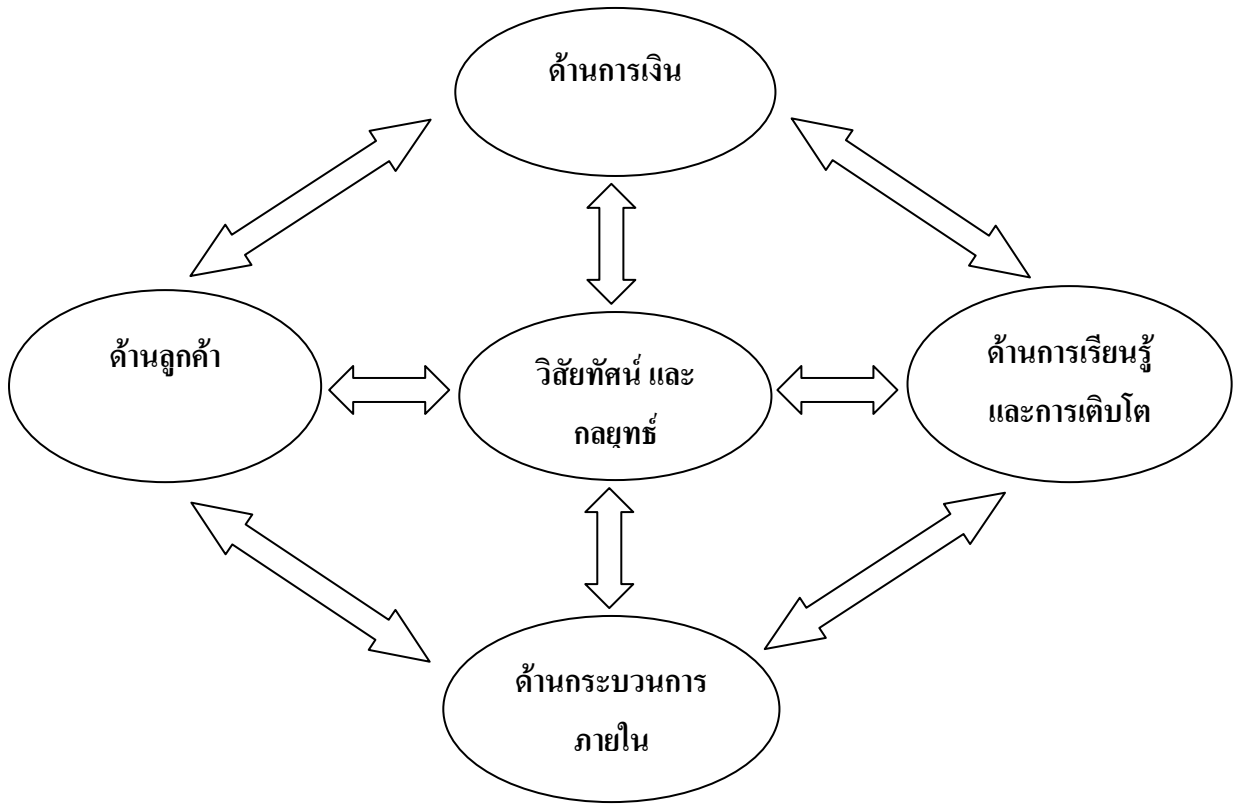 ด้านการเงิน
ด้านลูกค้า
วิสัยทัศน์ และ
กลยุทธ์
ด้านการเรียนรู้
และการเติบโต
ด้านกระบวนการ
ภายใน